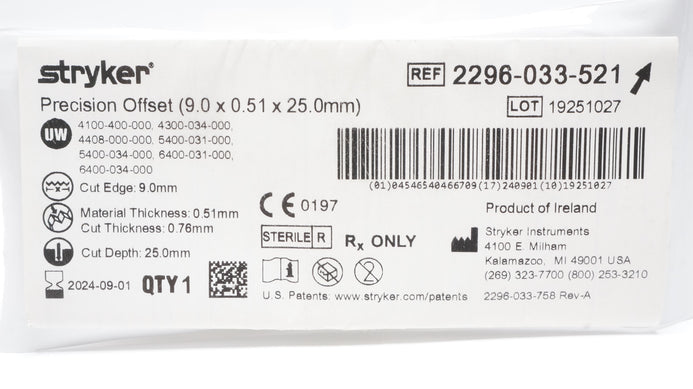 stryker®
REF 2296-033-521
Precision Offset (9.0 x 0.51 x 25.0mm)
LOT 19251027
UW
4100-400-000, 4300-034-000,
4408-000-000, 5400-031-000,
5400-034-000, 6400-031-000,
6400-034-000
(01)04546540466709(17)240901(10)19251027
Cut Edge: 9.0mm
Material Thickness: 0.51mm
Cut Thickness: 0.76mm
Cut Depth: 25.0mm
2024-09-01 QTY 1
CE 0197
STERILE R
Rx ONLY
2
U.S. Patents: www.stryker.com/patents
Product of Ireland
Stryker Instruments
4100 E. Milham
Kalamazoo, MI 49001 USA
(269) 323-7700 (800) 253-3210
2296-033-758 Rev-A